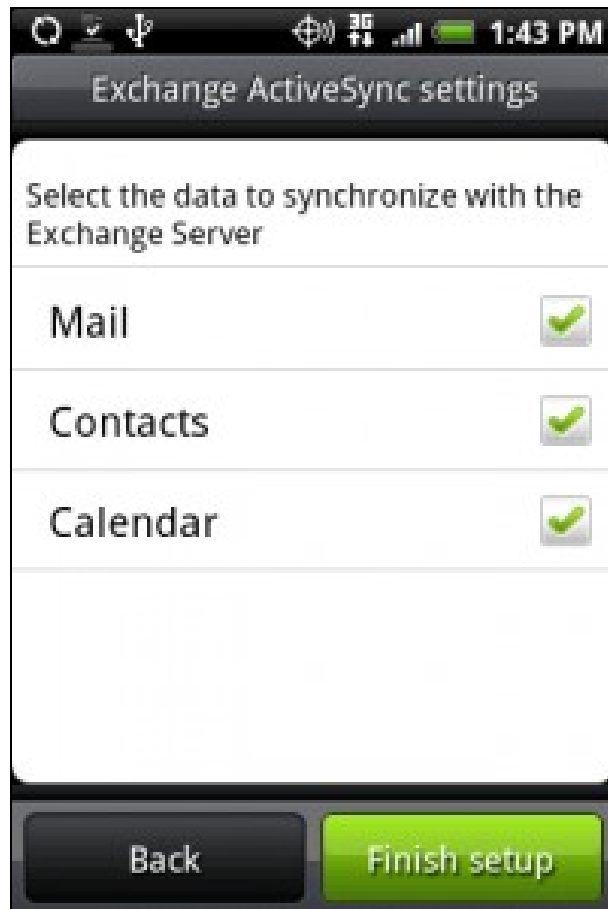 3G 1:43 PM
Exchange ActiveSync settings
Select the data to synchronize with the
Exchange Server
Mail
Contacts
Calendar
Back Finish setup